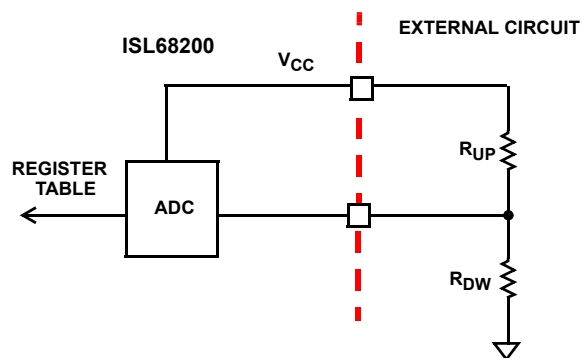 EXTERNAL CIRCUIT
ISL68200
VCC
RUP
REGISTER
TABLE
ADC
RDW